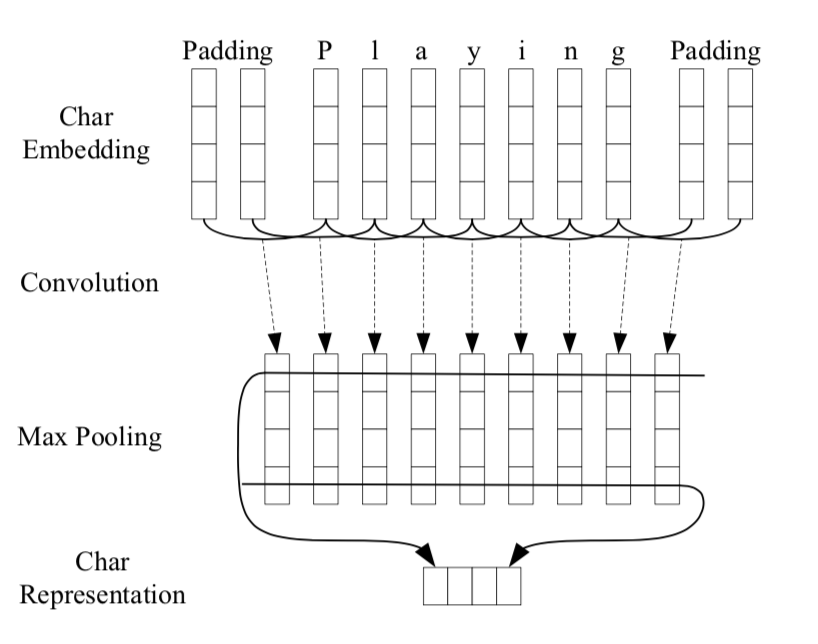 Padding P l a y i n g Padding
Char
Embedding
Convolution
Max Pooling
Char
Representation